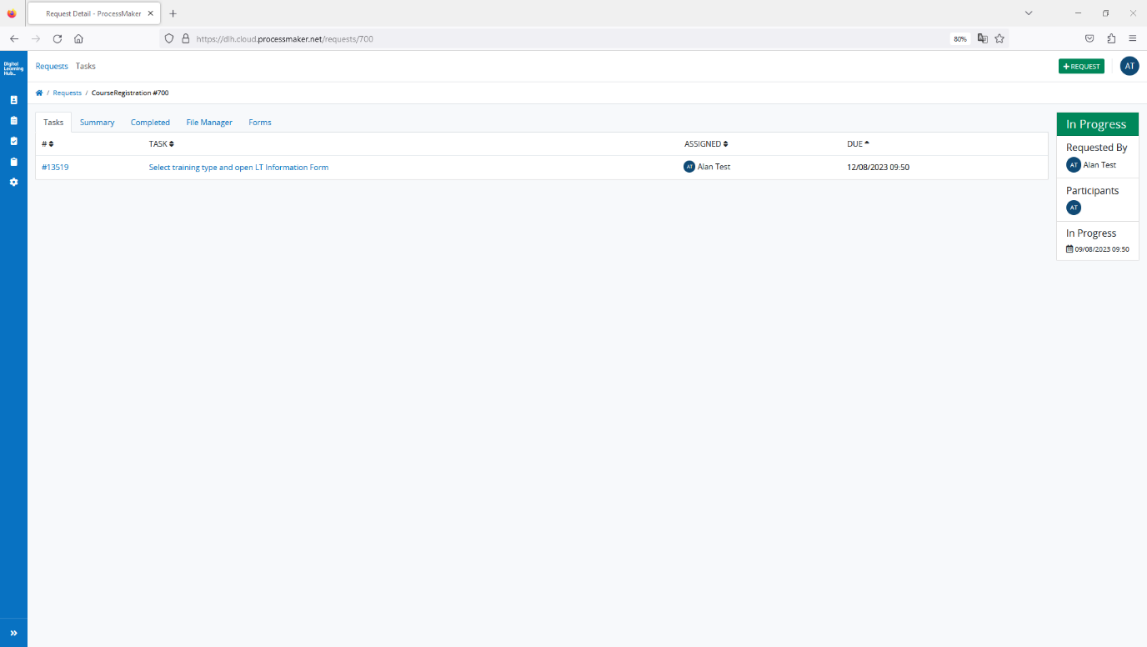 Request Detail - ProcessMaker
https://dlh.cloud.processmaker.net/requests/700
80%
Digital
Learning
Hub...
Requests Tasks
+ REQUEST
AT
/ Requests / CourseRegistration #700
Tasks Summary Completed File Manager Forms
# TASK ASSIGNED DUE
#13519 Select training type and open LT Information Form AT Alan Test 12/08/2023 09:50
In Progress
Requested By
AT Alan Test
Participants
AT
In Progress
09/08/2023 09:50